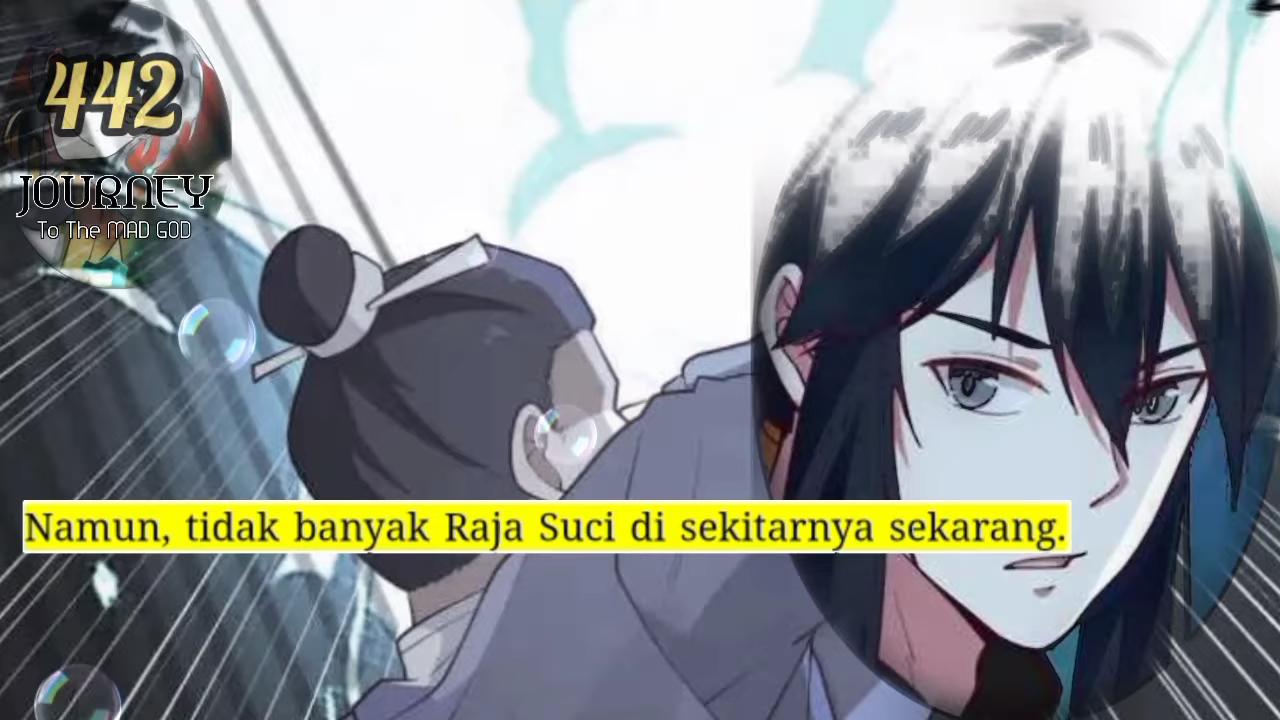 442
JOURNEY
To The MAD GOD
Namun, tidak banyak Raja Suci di sekitarnya sekarang.